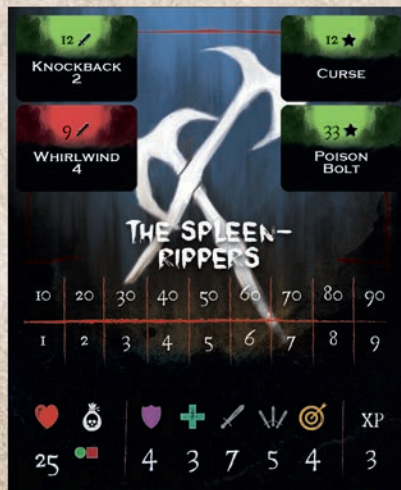 12
KNOCKBACK
2
12
CURSE
9
WHIRLWIND
4
33
POISON
BOLT
THE SPLEEN-
RIPPERS
10 20 30 40 50 60 70 80 90
1 2 3 4 5 6 7 8 9
XP
25 4 3 7 5 4 3